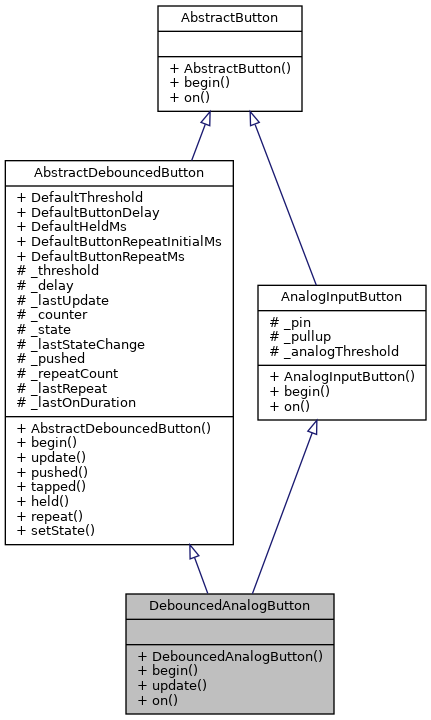 AbstractButton
+ AbstractButton()
+ begin()
+ on()
AbstractDebouncedButton
+ DefaultThreshold
+ DefaultButtonDelay
+ DefaultHeldMs
+ DefaultButtonRepeatInitialMs
+ DefaultButtonRepeatMs
# _threshold
# _delay
# _lastUpdate
# _counter
# _state
# _lastStateChange
# _pushed
# _repeatCount
# _lastRepeat
# _lastOnDuration
+ AbstractDebouncedButton()
+ begin()
+ update()
+ pushed()
+ tapped()
+ held()
+ repeat()
+ setState()
AnalogInputButton
# _pin
# _pullup
# _analogThreshold
+ AnalogInputButton()
+ begin()
+ on()
DebouncedAnalogButton
+ DebouncedAnalogButton()
+ begin()
+ update()
+ on()